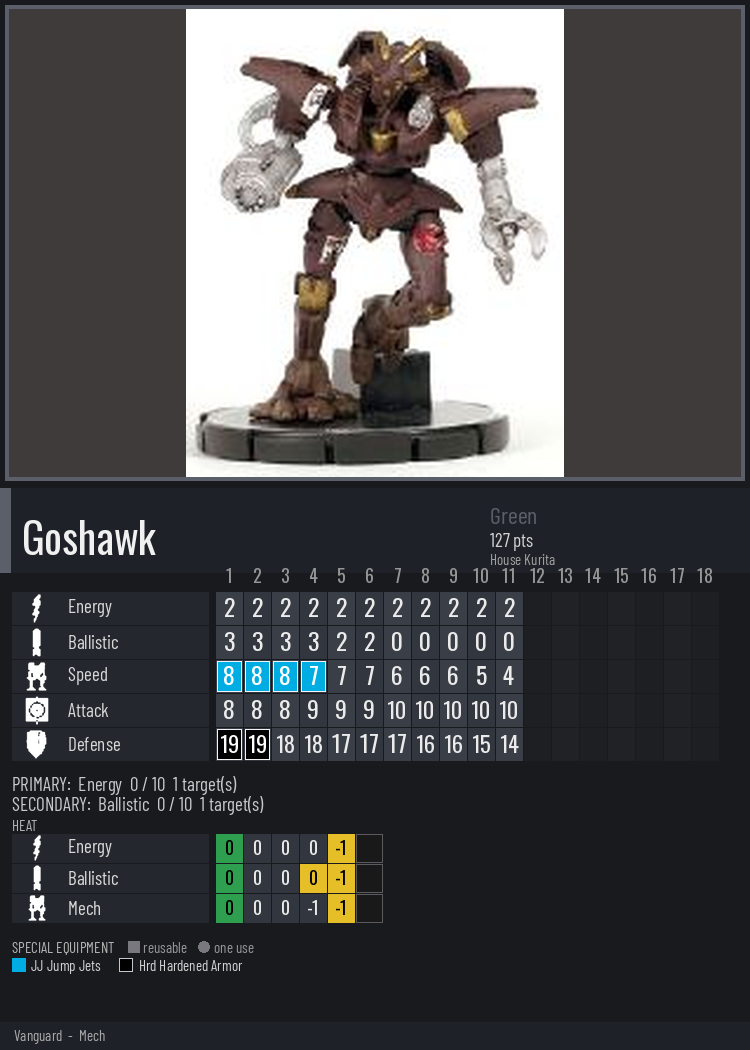 Goshawk
Green
127 pts
House Kurita
1 2 3 4 5 6 7 8 9 10 11 12 13 14 15 16 17 18
Energy 2 2 2 2 2 2 2 2 2 2 2
Ballistic 3 3 3 3 2 2 0 0 0 0 0
Speed 8 8 8 7 7 7 6 6 6 5 4
Attack 8 8 8 9 9 9 10 10 10 10 10
Defense 19 19 18 18 17 17 17 16 16 15 14
PRIMARY: Energy 0 / 10 1 target(s)
SECONDARY: Ballistic 0 / 10 1 target(s)
HEAT
Energy 0 0 0 0 -1
Ballistic 0 0 0 0 -1
Mech 0 0 0 -1 -1
SPECIAL EQUIPMENT reusable one use
JJ Jump Jets Hrd Hardened Armor
Vanguard - Mech